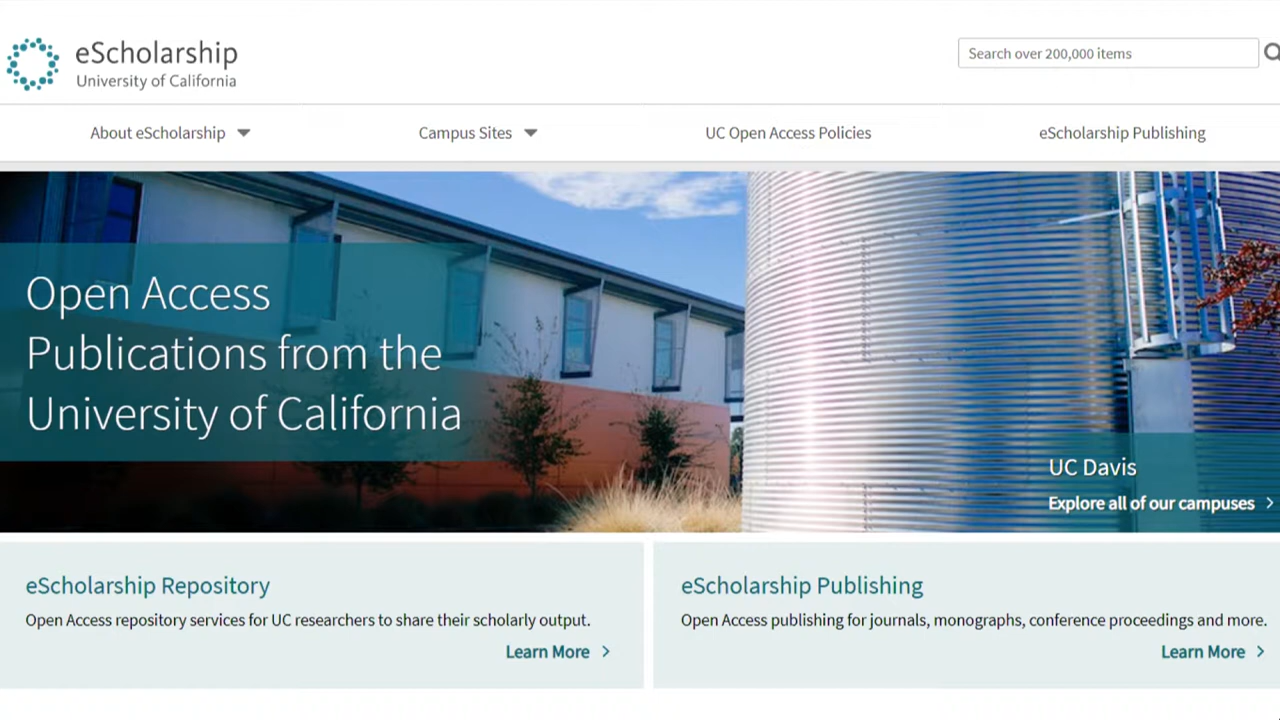 eScholarship
University of California
Search over 200,000 items
About eScholarship
Campus Sites
UC Open Access Policies
eScholarship Publishing
Open Access
Publications from the
University of California
UC Davis
Explore all of our campuses
eScholarship Repository
Open Access repository services for UC researchers to share their scholarly output.
Learn More
eScholarship Publishing
Open Access publishing for journals, monographs, conference proceedings and more.
Learn More